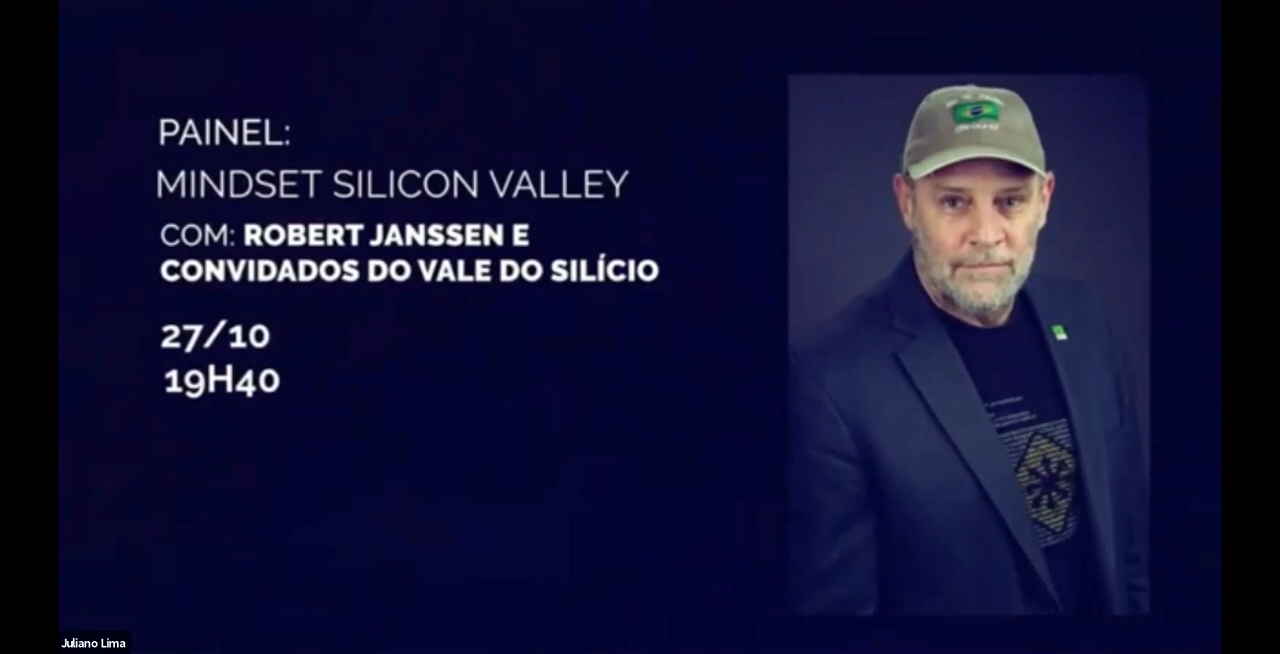 PAINEL:
MINDSET SILICON VALLEY
COM: ROBERT JANSSEN E
CONVIDADOS DO VALE DO SILÍCIO
27/10
19H40
Juliano Lima